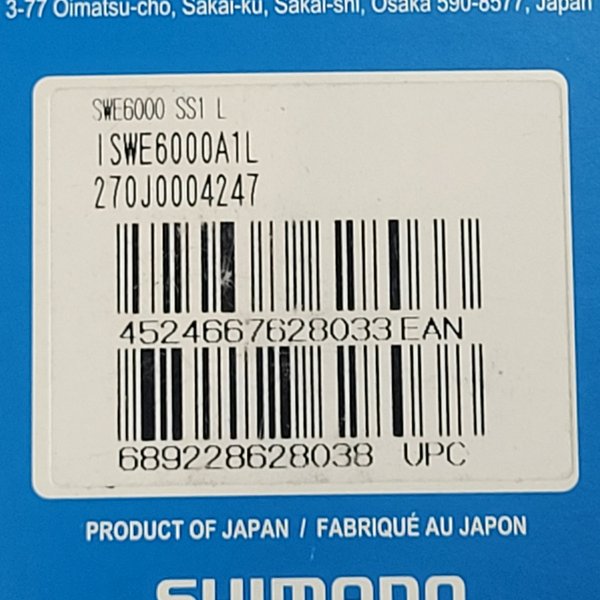 3-77 Oimatsu-cho, Sakai-ku, Sakai-shi, Osaka 590-8577, Japan
SWE6000 SS1 L
ISWE6000A1L
270J0004247
4524667628033 EAN
689228628038 UPC
PRODUCT OF JAPAN / FABRIQUÉ AU JAPON
SHIMANO